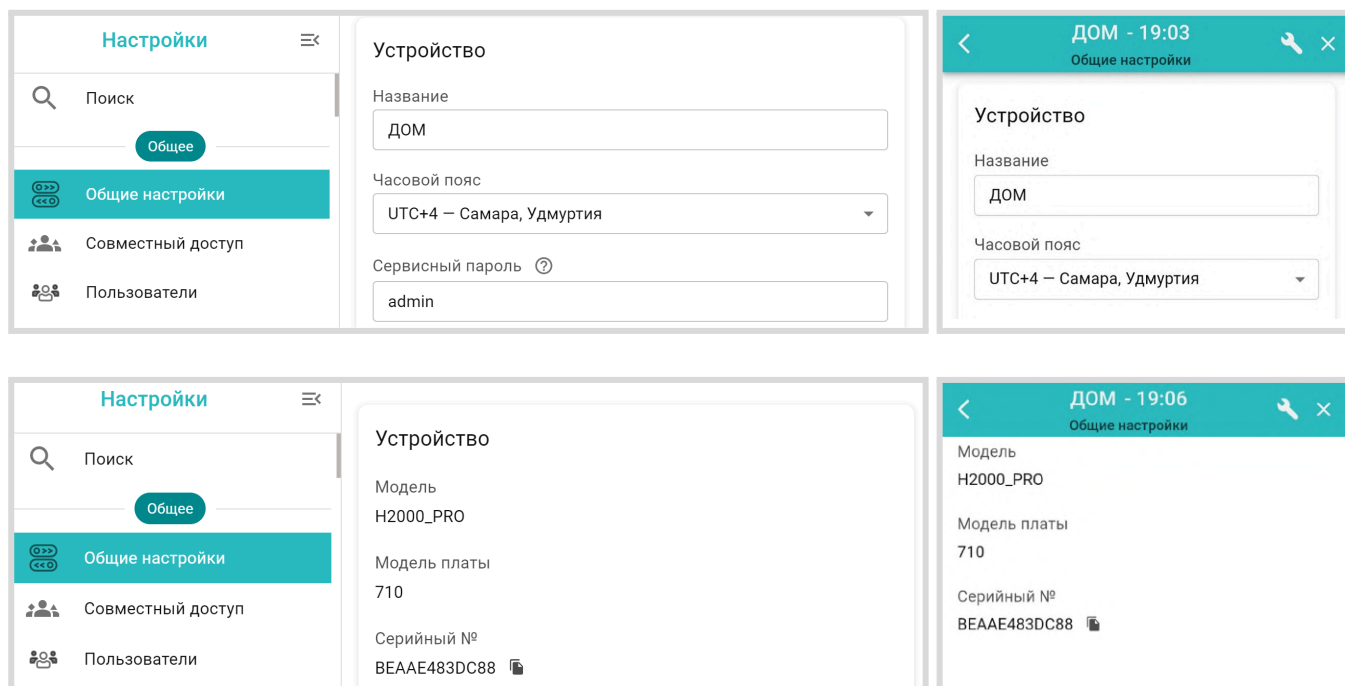 Настройки
Поиск
Общее
Общие настройки
Совместный доступ
Пользователи
Устройство
Название
ДОМ
Часовой пояс
UTC+4 — Самара, Удмуртия
Сервисный пароль
admin
ДОМ - 19:03
Общие настройки
Устройство
Название
ДОМ
Часовой пояс
UTC+4 — Самара, Удмуртия
Настройки
Поиск
Общее
Общие настройки
Совместный доступ
Пользователи
Устройство
Модель
H2000_PRO
Модель платы
710
Серийный №
BEAAE483DC88
ДОМ - 19:06
Общие настройки
Модель
H2000_PRO
Модель платы
710
Серийный №
BEAAE483DC88